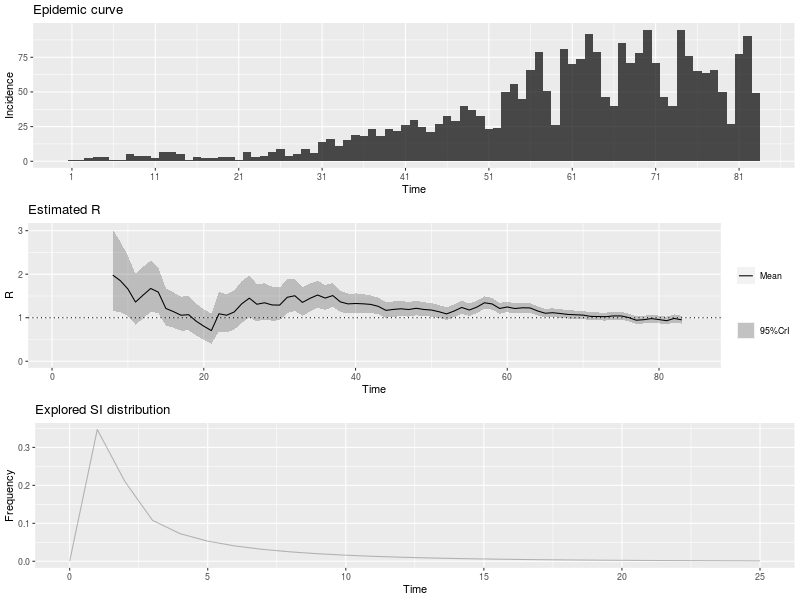 Epidemic curve
75
50
25
0
Incidence
1 11 21 31 41 51 61 71 81
Time
Estimated R
3
2
1
0
R
0 20 40 60 80
Time
Mean
95%CrI
Explored SI distribution
0.3
0.2
0.1
0.0
Frequency
0 5 10 15 20 25
Time